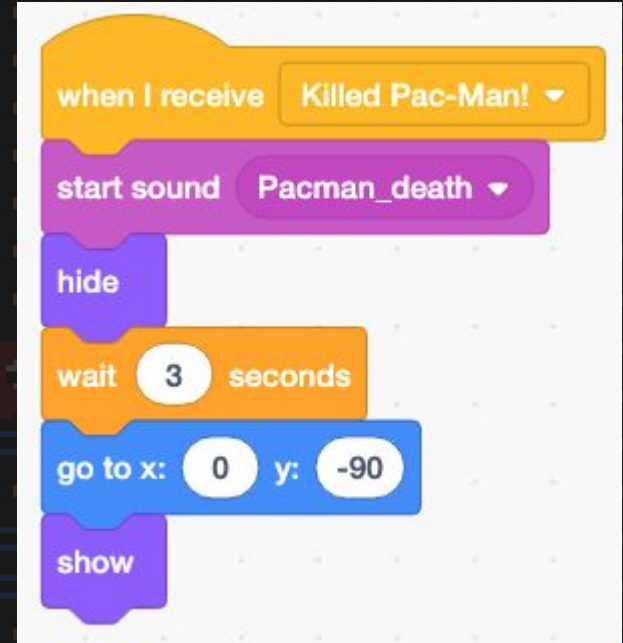 when I receive Killed Pac-Man!
start sound Pacman_death
hide
wait 3 seconds
go to x: 0 y: -90
show